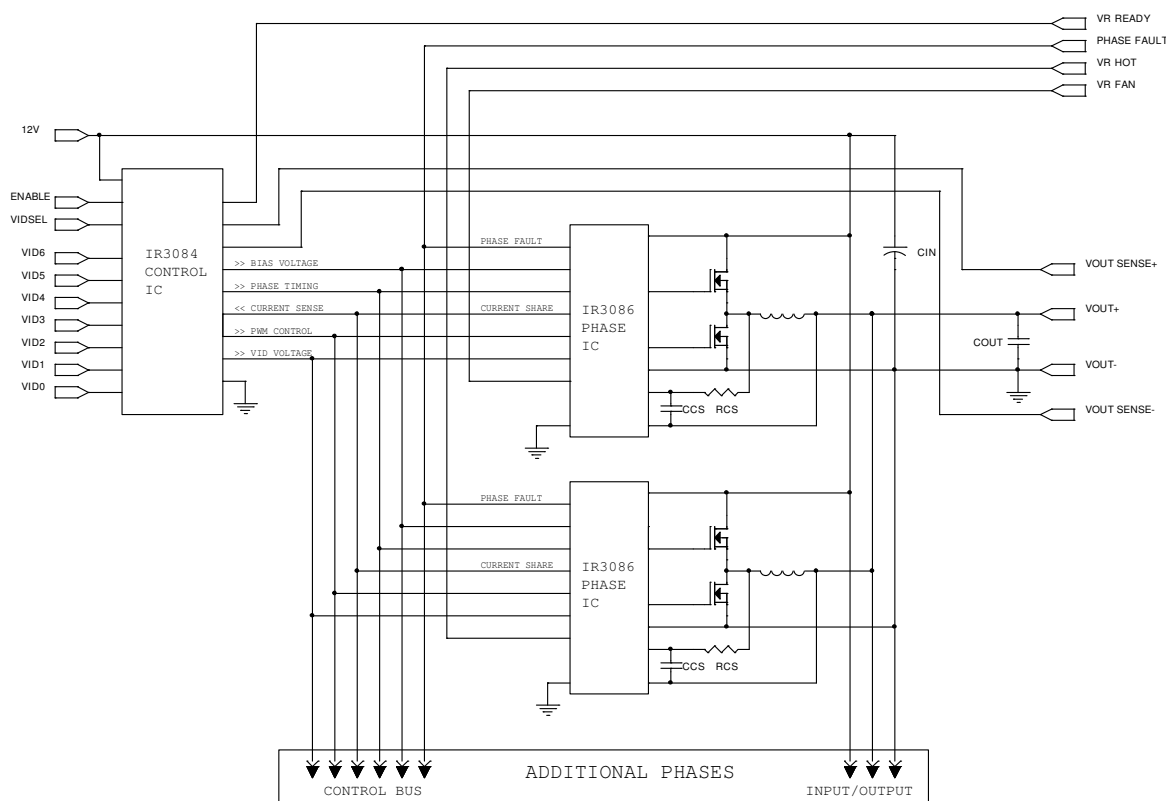 VR READY
PHASE FAULT
VR HOT
VR FAN
12V
ENABLE
VIDSEL
VID6
VID5
VID4
VID3
VID2
VID1
VID0
IR3084
CONTROL
IC
>> BIAS VOLTAGE
>> PHASE TIMING
<< CURRENT SENSE
>> PWM CONTROL
>> VID VOLTAGE
PHASE FAULT
CURRENT SHARE
IR3086
PHASE
IC
CCS
RCS
CIN
COUT
VOUT SENSE+
VOUT+
VOUT-
VOUT SENSE-
PHASE FAULT
CURRENT SHARE
IR3086
PHASE
IC
CCS
RCS
ADDITIONAL PHASES
CONTROL BUS
INPUT/OUTPUT